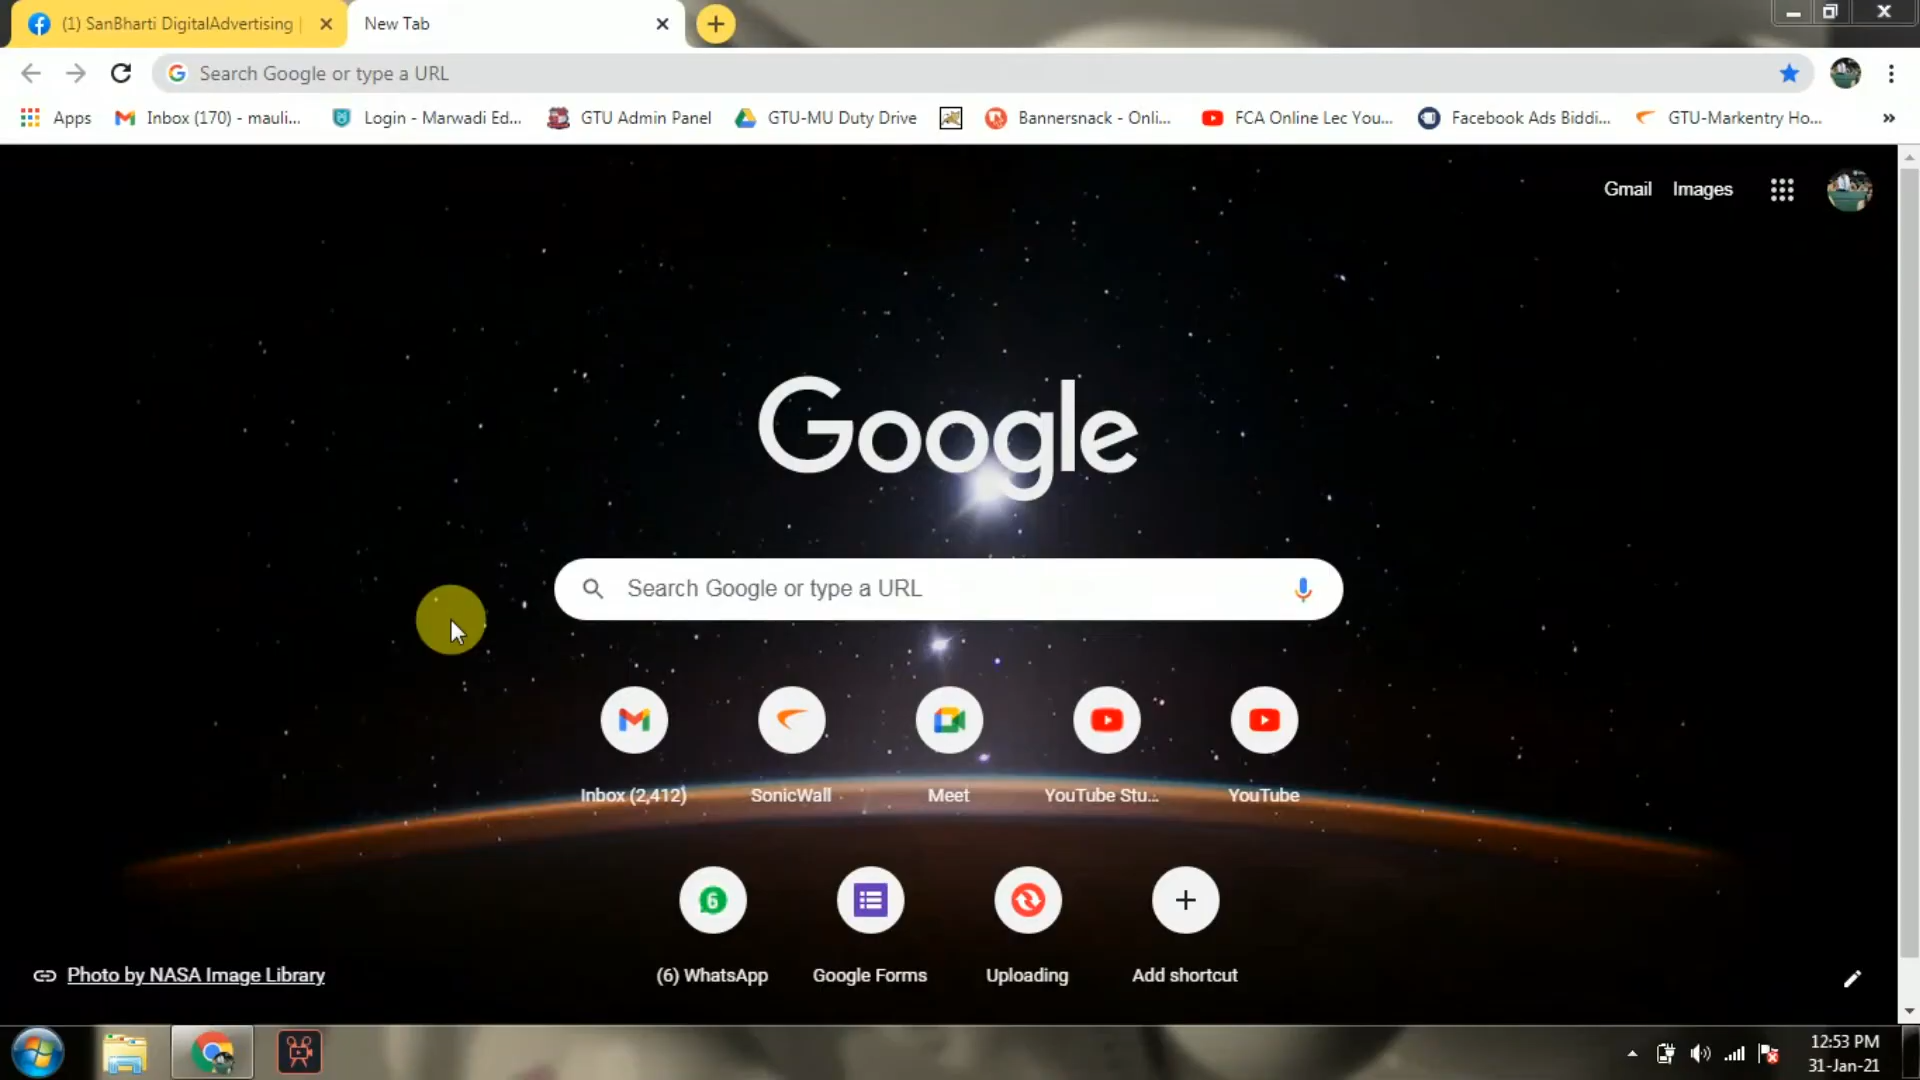 (1) SanBharti DigitalAdvertising |
New Tab
Search Google or type a URL
Apps
Inbox (170) - mauli...
Login - Marwadi Ed...
GTU Admin Panel
GTU-MU Duty Drive
Bannersnack - Onli...
FCA Online Lec You...
Facebook Ads Biddi...
GTU-Markentry Ho...
Gmail
Images
Google
Search Google or type a URL
Inbox (2,412)
SonicWall
Meet
YouTube Stu...
YouTube
6
(6) WhatsApp
Google Forms
Uploading
Add shortcut
Photo by NASA Image Library
12:53 PM
31-Jan-21